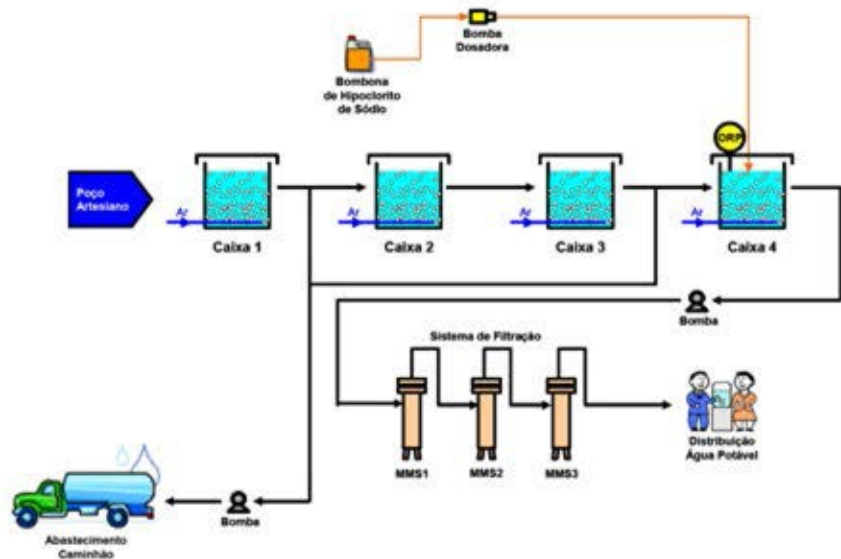 Bomba
Dosadora
Bombona
de Hipoclorito
de Sódio
ORP
Poço
Artesiano
Ar
Ar
Ar
Ar
Caixa 1
Caixa 2
Caixa 3
Caixa 4
Bomba
Sistema de Filtração
MMS1
MMS2
MMS3
Distribuição
Água Potável
Bomba
Abastecimento
Caminhão